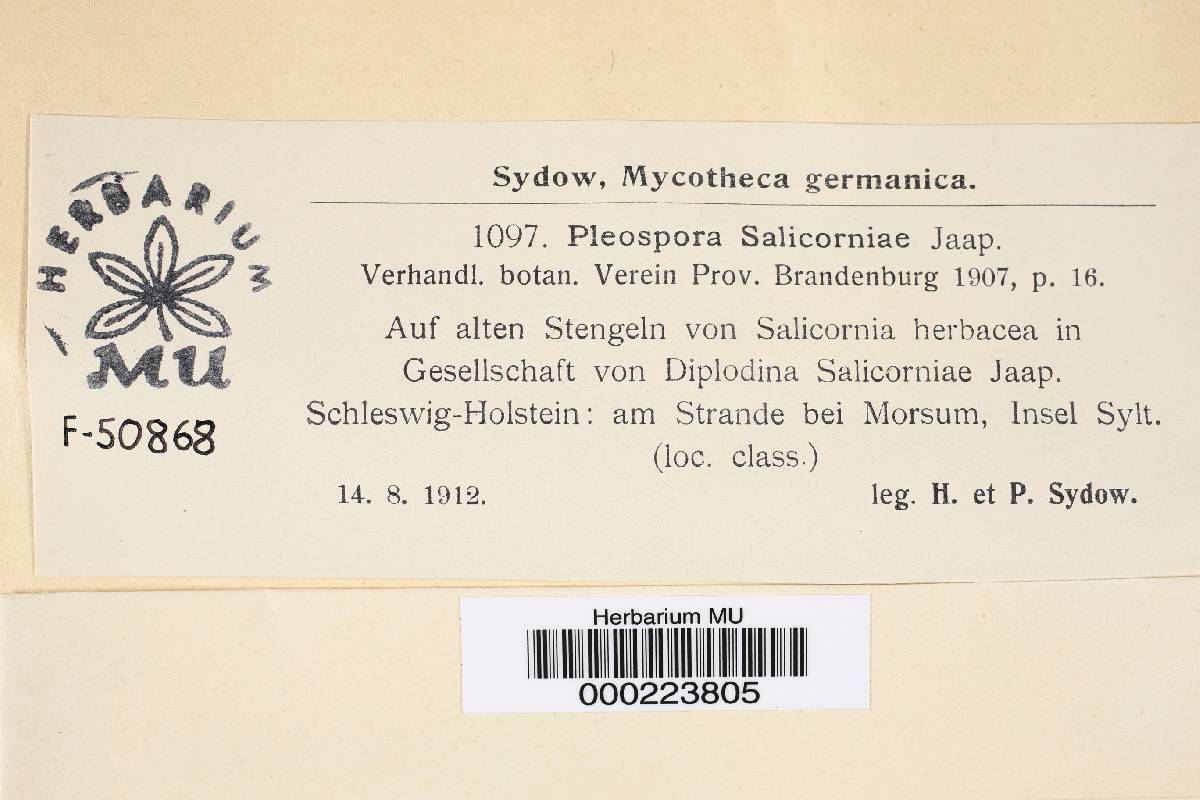 Sydow, Mycotheca germanica.
1097. Pleospora Salicorniae Jaap.
Verhandl. botan. Verein Prov. Brandenburg 1907, p. 16.
Auf alten Stengeln von Salicornia herbacea in
Gesellschaft von Diplodina Salicorniae Jaap.
Schleswig-Holstein: am Strande bei Morsum, Insel Sylt.
(loc. class.)
14. 8. 1912. leg. H. et P. Sydow.
HERBARIUM
MU
F-50868
Herbarium MU
000223805